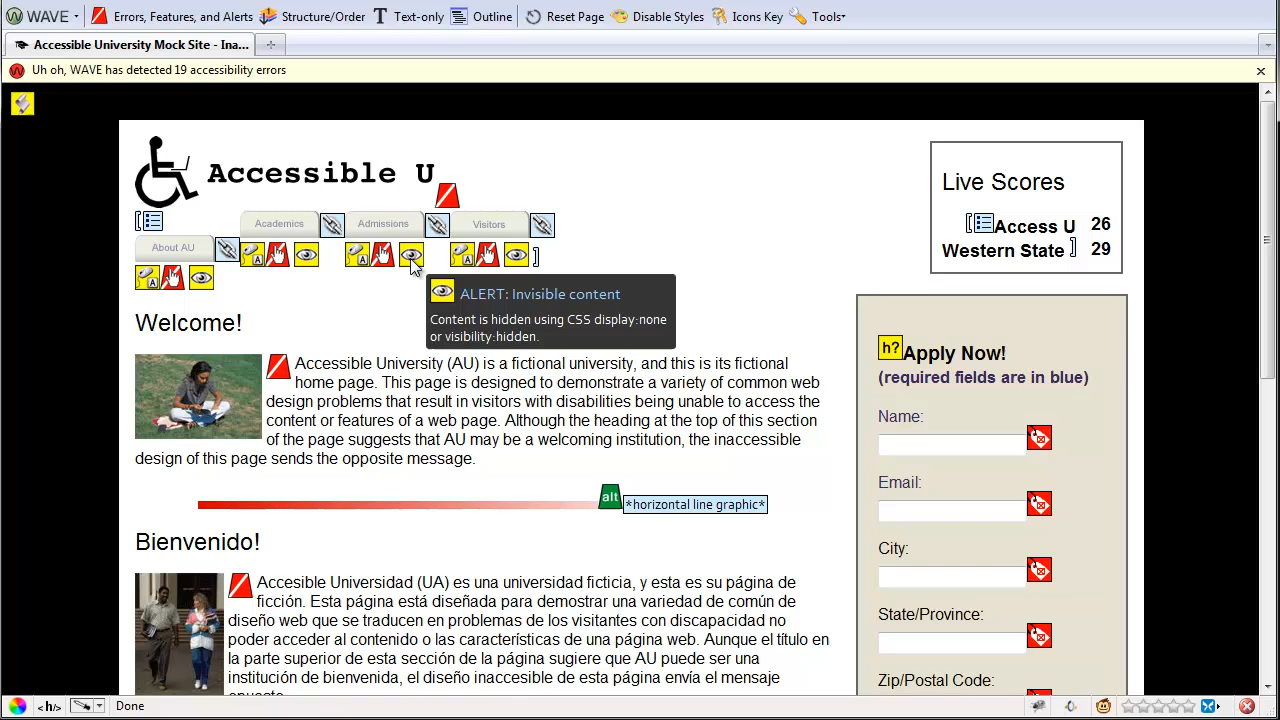 WAVE Errors, Features, and Alerts Structure/Order Text-only Outline Reset Page Disable Styles Icons Key Tools
Accessible University Mock Site - Ina...
Uh oh, WAVE has detected 19 accessibility errors
Accessible U
Academics Admissions Visitors
About AU
A A A
A
ALERT: Invisible content
Content is hidden using CSS display:none
or visibility:hidden.
Live Scores
Access U 26
Western State 29
Welcome!
Accessible University (AU) is a fictional university, and this is its fictional
home page. This page is designed to demonstrate a variety of common web
design problems that result in visitors with disabilities being unable to access the
content or features of a web page. Although the heading at the top of this section
of the page suggests that AU may be a welcoming institution, the inaccessible
design of this page sends the opposite message.
alt *horizontal line graphic*
Bienvenido!
Accesible Universidad (UA) es una universidad ficticia, y esta es su página de
ficción. Esta página está diseñada para demostrar una variedad de común de
diseño web que se traducen en problemas de los visitantes con discapacidad no
poder acceder al contenido o las características de una página web. Aunque el título en
la parte superior de esta sección de la página sugiere que AU puede ser una
institución de bienvenida, el diseño inaccesible de esta página envía el mensaje
opuesto.
h? Apply Now!
(required fields are in blue)
Name:
Email:
City:
State/Province:
Zip/Postal Code:
<h> Done